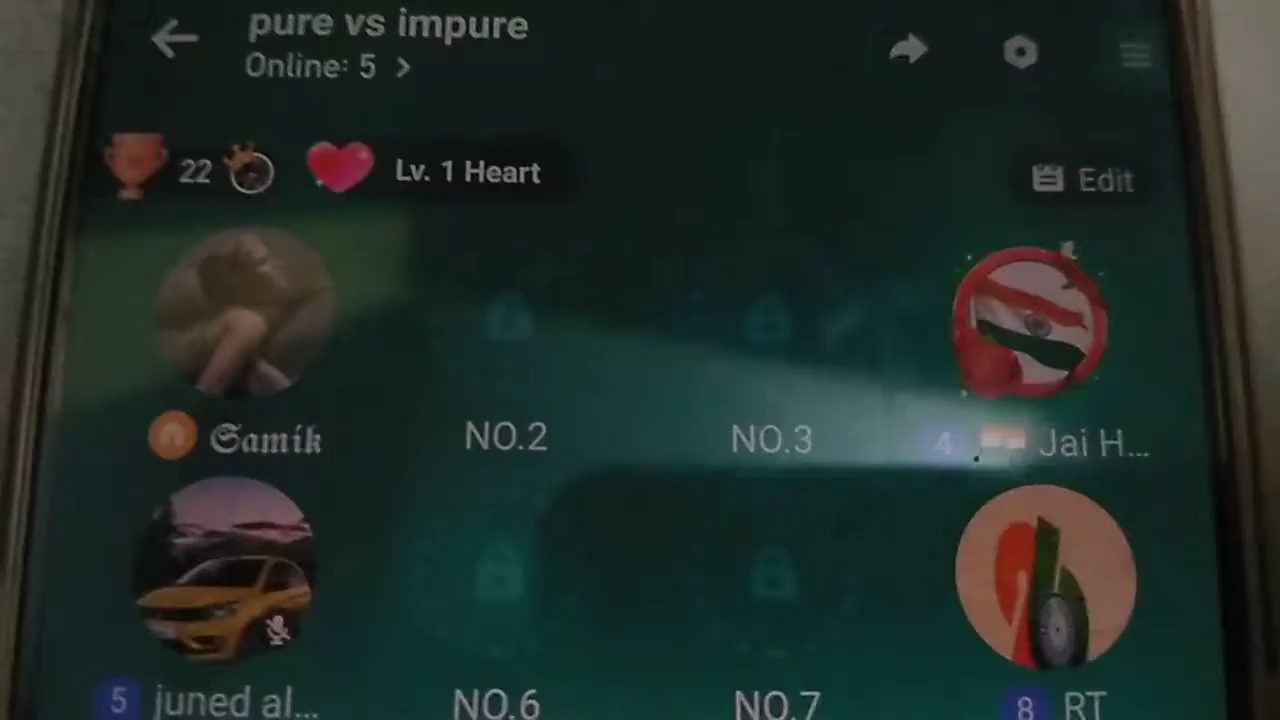 pure vs impure
Online: 5 >
22 Lv. 1 Heart Edit
𝕾𝖆𝖒𝖎𝖐 NO.2 NO.3 4 Jai H...
5 juned al... NO.6 NO.7 8 RT